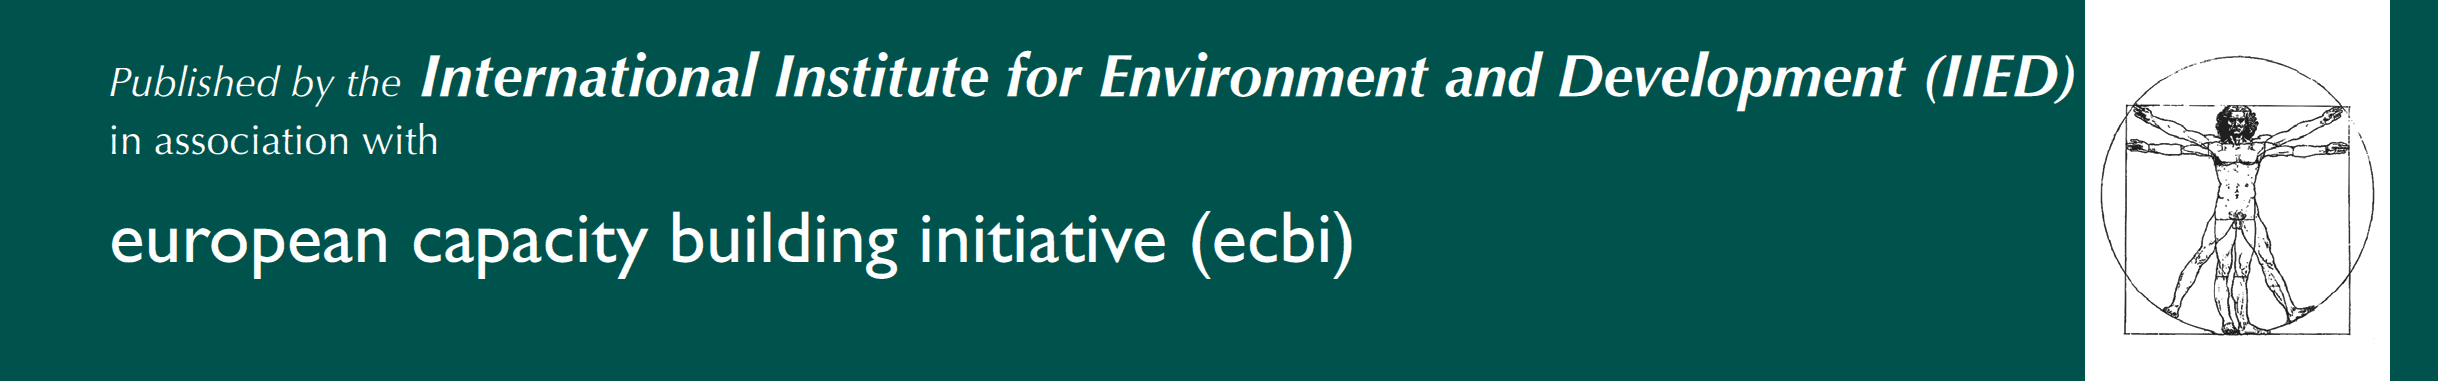 Published by the International Institute for Environment and Development (IIED)
in association with
european capacity building initiative (ecbi)